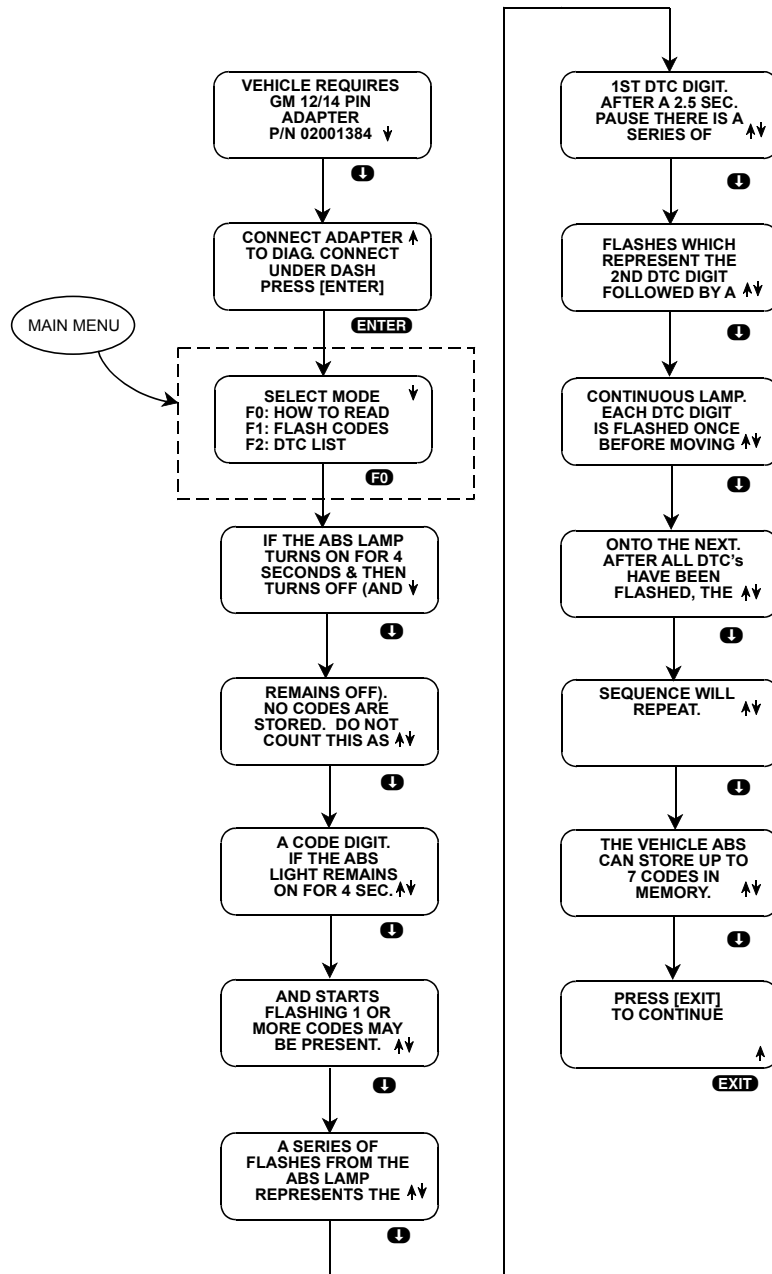 VEHICLE REQUIRES
GM 12/14 PIN
ADAPTER
P/N 02001384
CONNECT ADAPTER
TO DIAG. CONNECT
UNDER DASH
PRESS [ENTER]
ENTER
MAIN MENU
SELECT MODE
F0: HOW TO READ
F1: FLASH CODES
F2: DTC LIST
F0
IF THE ABS LAMP
TURNS ON FOR 4
SECONDS & THEN
TURNS OFF (AND
REMAINS OFF).
NO CODES ARE
STORED. DO NOT
COUNT THIS AS
A CODE DIGIT.
IF THE ABS
LIGHT REMAINS
ON FOR 4 SEC.
AND STARTS
FLASHING 1 OR
MORE CODES MAY
BE PRESENT.
A SERIES OF
FLASHES FROM THE
ABS LAMP
REPRESENTS THE
1ST DTC DIGIT.
AFTER A 2.5 SEC.
PAUSE THERE IS A
SERIES OF
FLASHES WHICH
REPRESENT THE
2ND DTC DIGIT
FOLLOWED BY A
CONTINUOUS LAMP.
EACH DTC DIGIT
IS FLASHED ONCE
BEFORE MOVING
ONTO THE NEXT.
AFTER ALL DTC's
HAVE BEEN
FLASHED, THE
SEQUENCE WILL
REPEAT.
THE VEHICLE ABS
CAN STORE UP TO
7 CODES IN
MEMORY.
PRESS [EXIT]
TO CONTINUE
EXIT